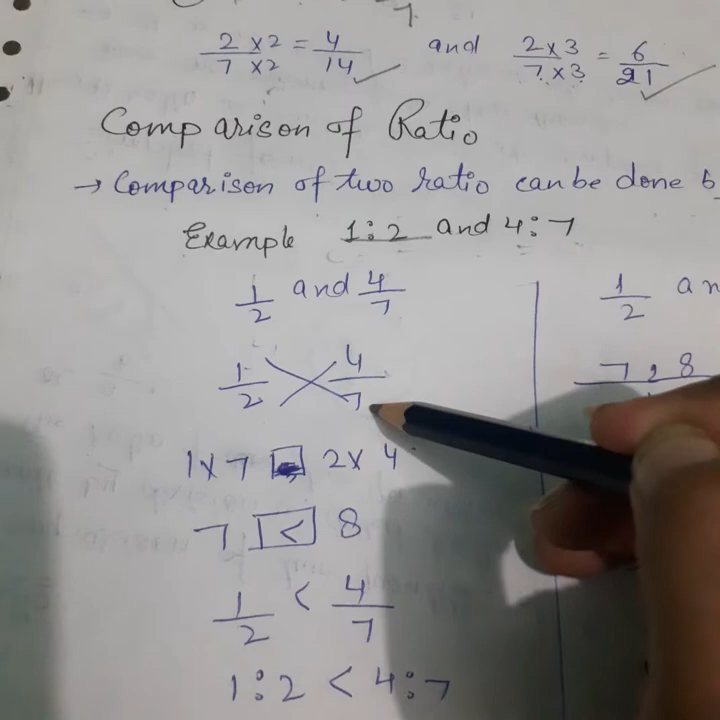 7
2 ×2 = 4 and 2×3 = 6
7 ×2 14 7×3 21
Comparison of Ratio
→ Comparison of two ratio can be done
Example 1:2 and 4:7
1/2 and 4/7
1/2 4/7
1×7 2×4
7 < 8
1/2 < 4/7
1:2 < 4:7
1/2 an
7, 8